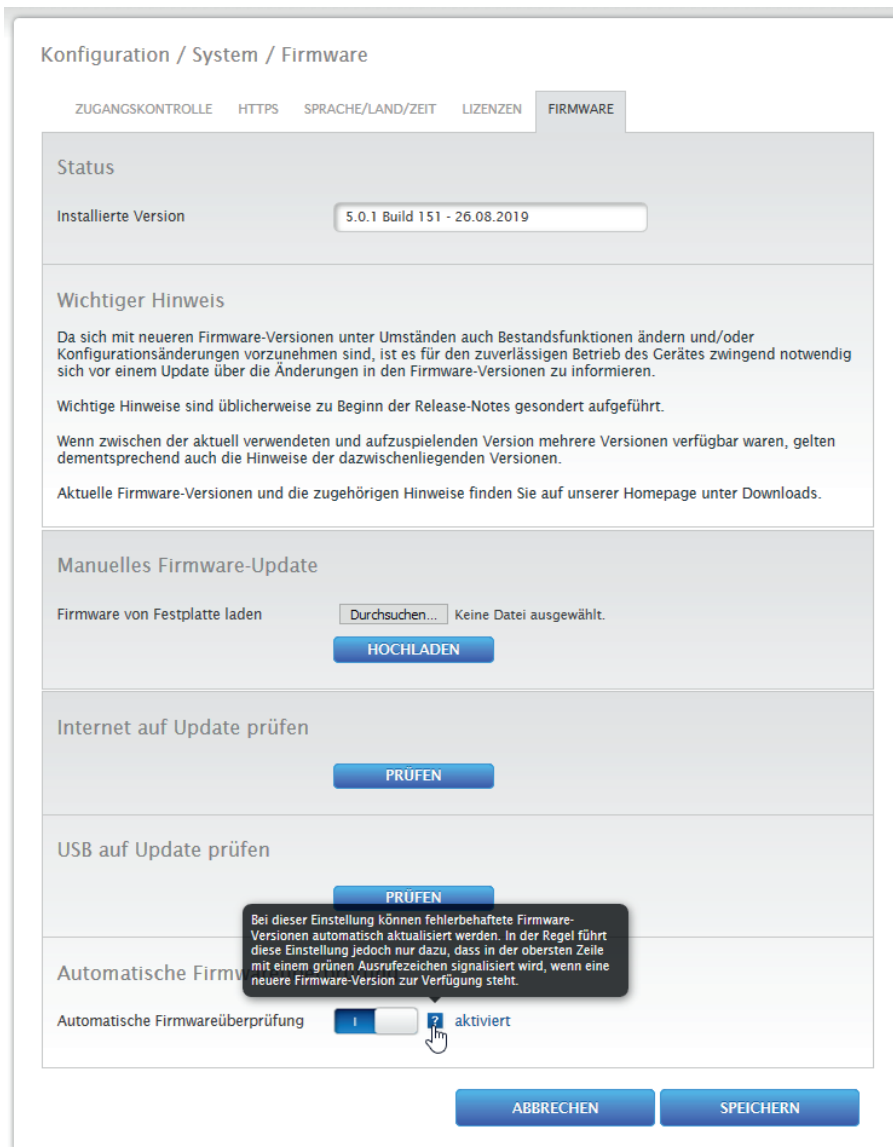 Konfiguration / System / Firmware
ZUGANGSKONTROLLE HTTPS SPRACHE/LAND/ZEIT LIZENZEN FIRMWARE
Status
Installierte Version 5.0.1 Build 151 - 26.08.2019
Wichtiger Hinweis
Da sich mit neueren Firmware-Versionen unter Umständen auch Bestandsfunktionen ändern und/oder
Konfigurationsänderungen vorzunehmen sind, ist es für den zuverlässigen Betrieb des Gerätes zwingend notwendig
sich vor einem Update über die Änderungen in den Firmware-Versionen zu informieren.
Wichtige Hinweise sind üblicherweise zu Beginn der Release-Notes gesondert aufgeführt.
Wenn zwischen der aktuell verwendeten und aufzuspielenden Version mehrere Versionen verfügbar waren, gelten
dementsprechend auch die Hinweise der dazwischenliegenden Versionen.
Aktuelle Firmware-Versionen und die zugehörigen Hinweise finden Sie auf unserer Homepage unter Downloads.
Manuelles Firmware-Update
Firmware von Festplatte laden Durchsuchen... Keine Datei ausgewählt.
HOCHLADEN
Internet auf Update prüfen
PRÜFEN
USB auf Update prüfen
PRÜFEN
Bei dieser Einstellung können fehlerbehaftete Firmware-
Versionen automatisch aktualisiert werden. In der Regel führt
diese Einstellung jedoch nur dazu, dass in der obersten Zeile
mit einem grünen Ausrufezeichen signalisiert wird, wenn eine
neuere Firmware-Version zur Verfügung steht.
Automatische Firmw
Automatische Firmwareüberprüfung I ? aktiviert
ABBRECHEN SPEICHERN